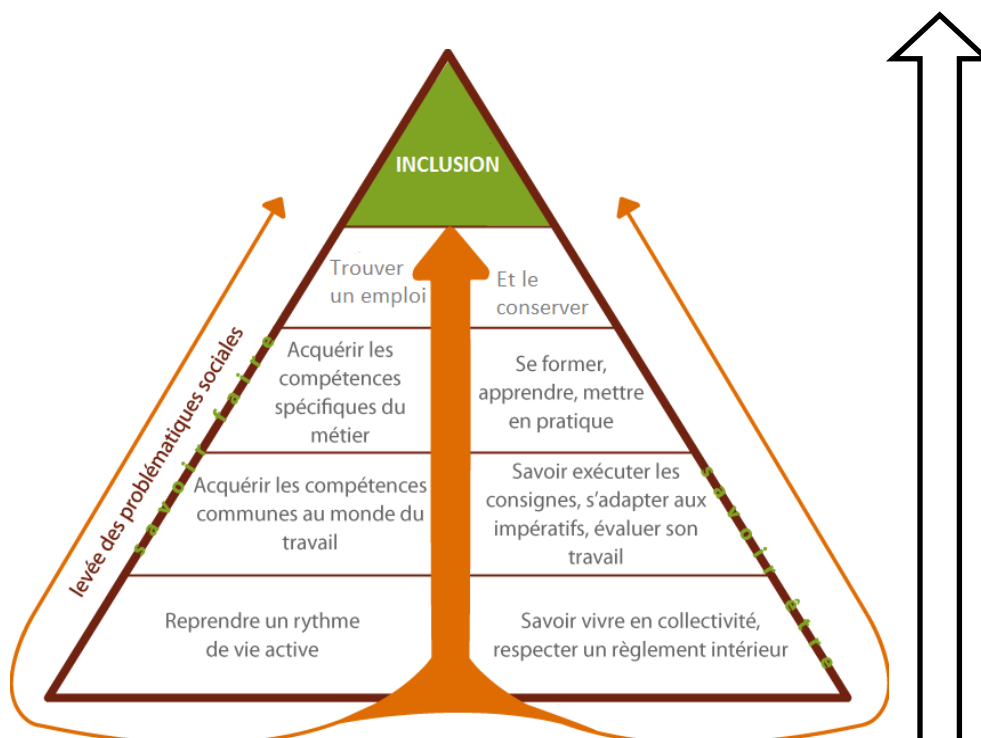 INCLUSION
Trouver
un emploi
Et le
conserver
Acquérir les
compétences
spécifiques du
métier
Se former,
apprendre, mettre
en pratique
Acquérir les compétences
communes au monde du
travail
Savoir exécuter les
consignes, s’adapter aux
impératifs, évaluer son
travail
Reprendre un rythme
de vie active
Savoir vivre en collectivité,
respecter un règlement intérieur
levée des problématiques sociales
savoir faire
savoir être